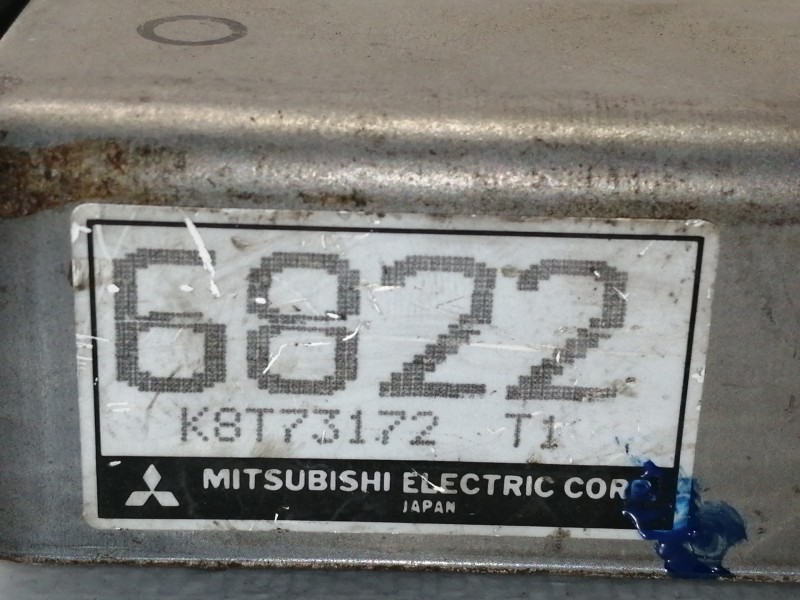 6822
K8T73172 T1
MITSUBISHI ELECTRIC CORP
JAPAN